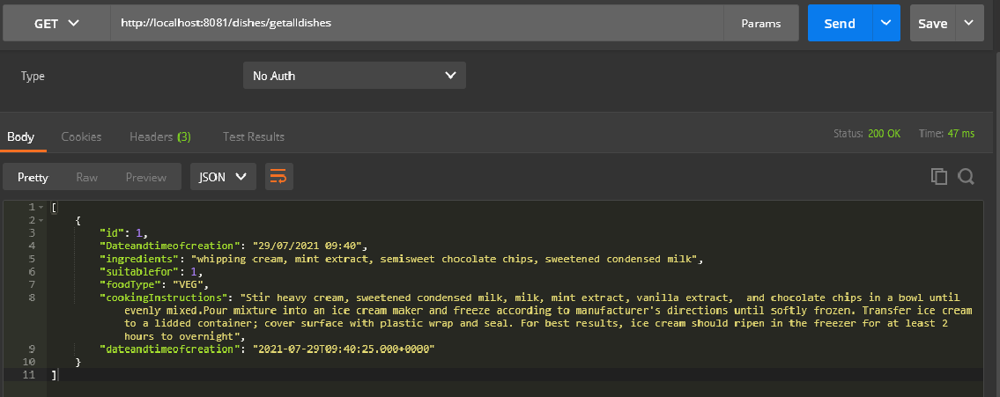 GET http://localhost:8081/dishes/getalldishes Params Send Save
Type No Auth
Body Cookies Headers (3) Test Results Status: 200 OK Time: 47 ms
Pretty Raw Preview JSON
1 [
2 {
3 "id": 1,
4 "Dateandtimeofcreation": "29/07/2021 09:40",
5 "ingredients": "whipping cream, mint extract, semisweet chocolate chips, sweetened condensed milk",
6 "suitablefor": 1,
7 "foodType": "VEG",
8 "cookingInstructions": "Stir heavy cream, sweetened condensed milk, milk, mint extract, vanilla extract,  and chocolate chips in a bowl until
evenly mixed.Pour mixture into an ice cream maker and freeze according to manufacturer's directions until softly frozen. Transfer ice cream
to a lidded container; cover surface with plastic wrap and seal. For best results, ice cream should ripen in the freezer for at least 2
hours to overnight",
9 "dateandtimeofcreation": "2021-07-29T09:40:25.000+0000"
10 }
11 ]